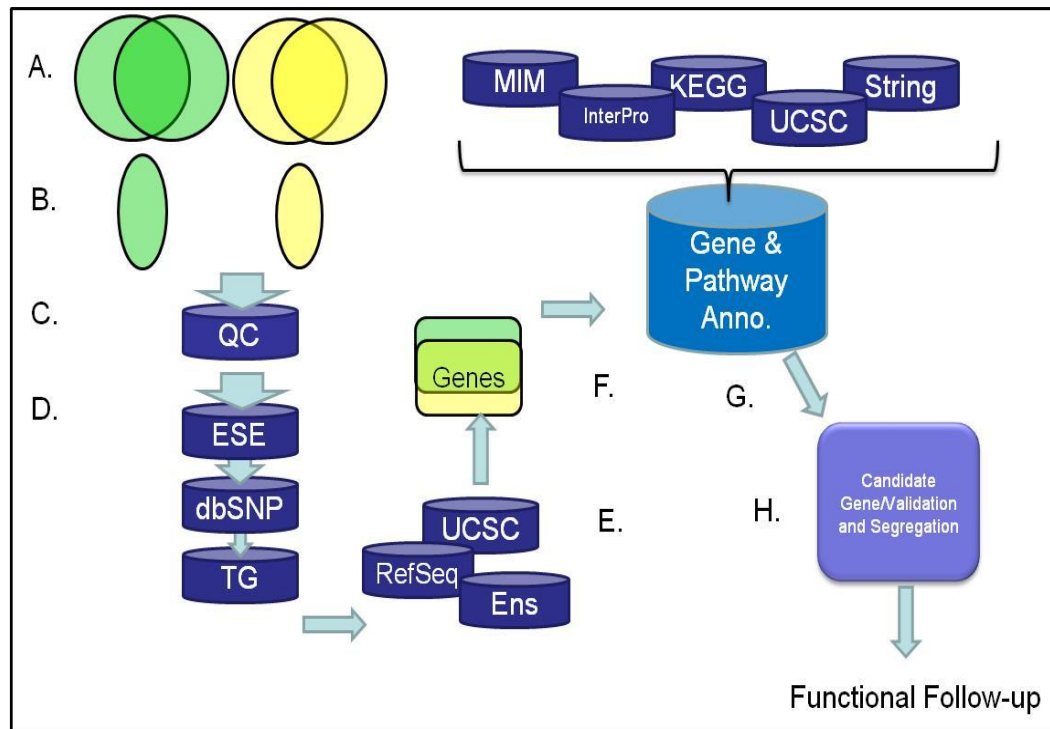 A.
B.
C.
QC
D.
ESE
dbSNP
TG
UCSC
RefSeq
Ens
E.
Genes
F.
MIM
InterPro
KEGG
UCSC
String
Gene &
Pathway
Anno.
G.
H.
Candidate
Gene/Validation
and Segregation
Functional Follow-up